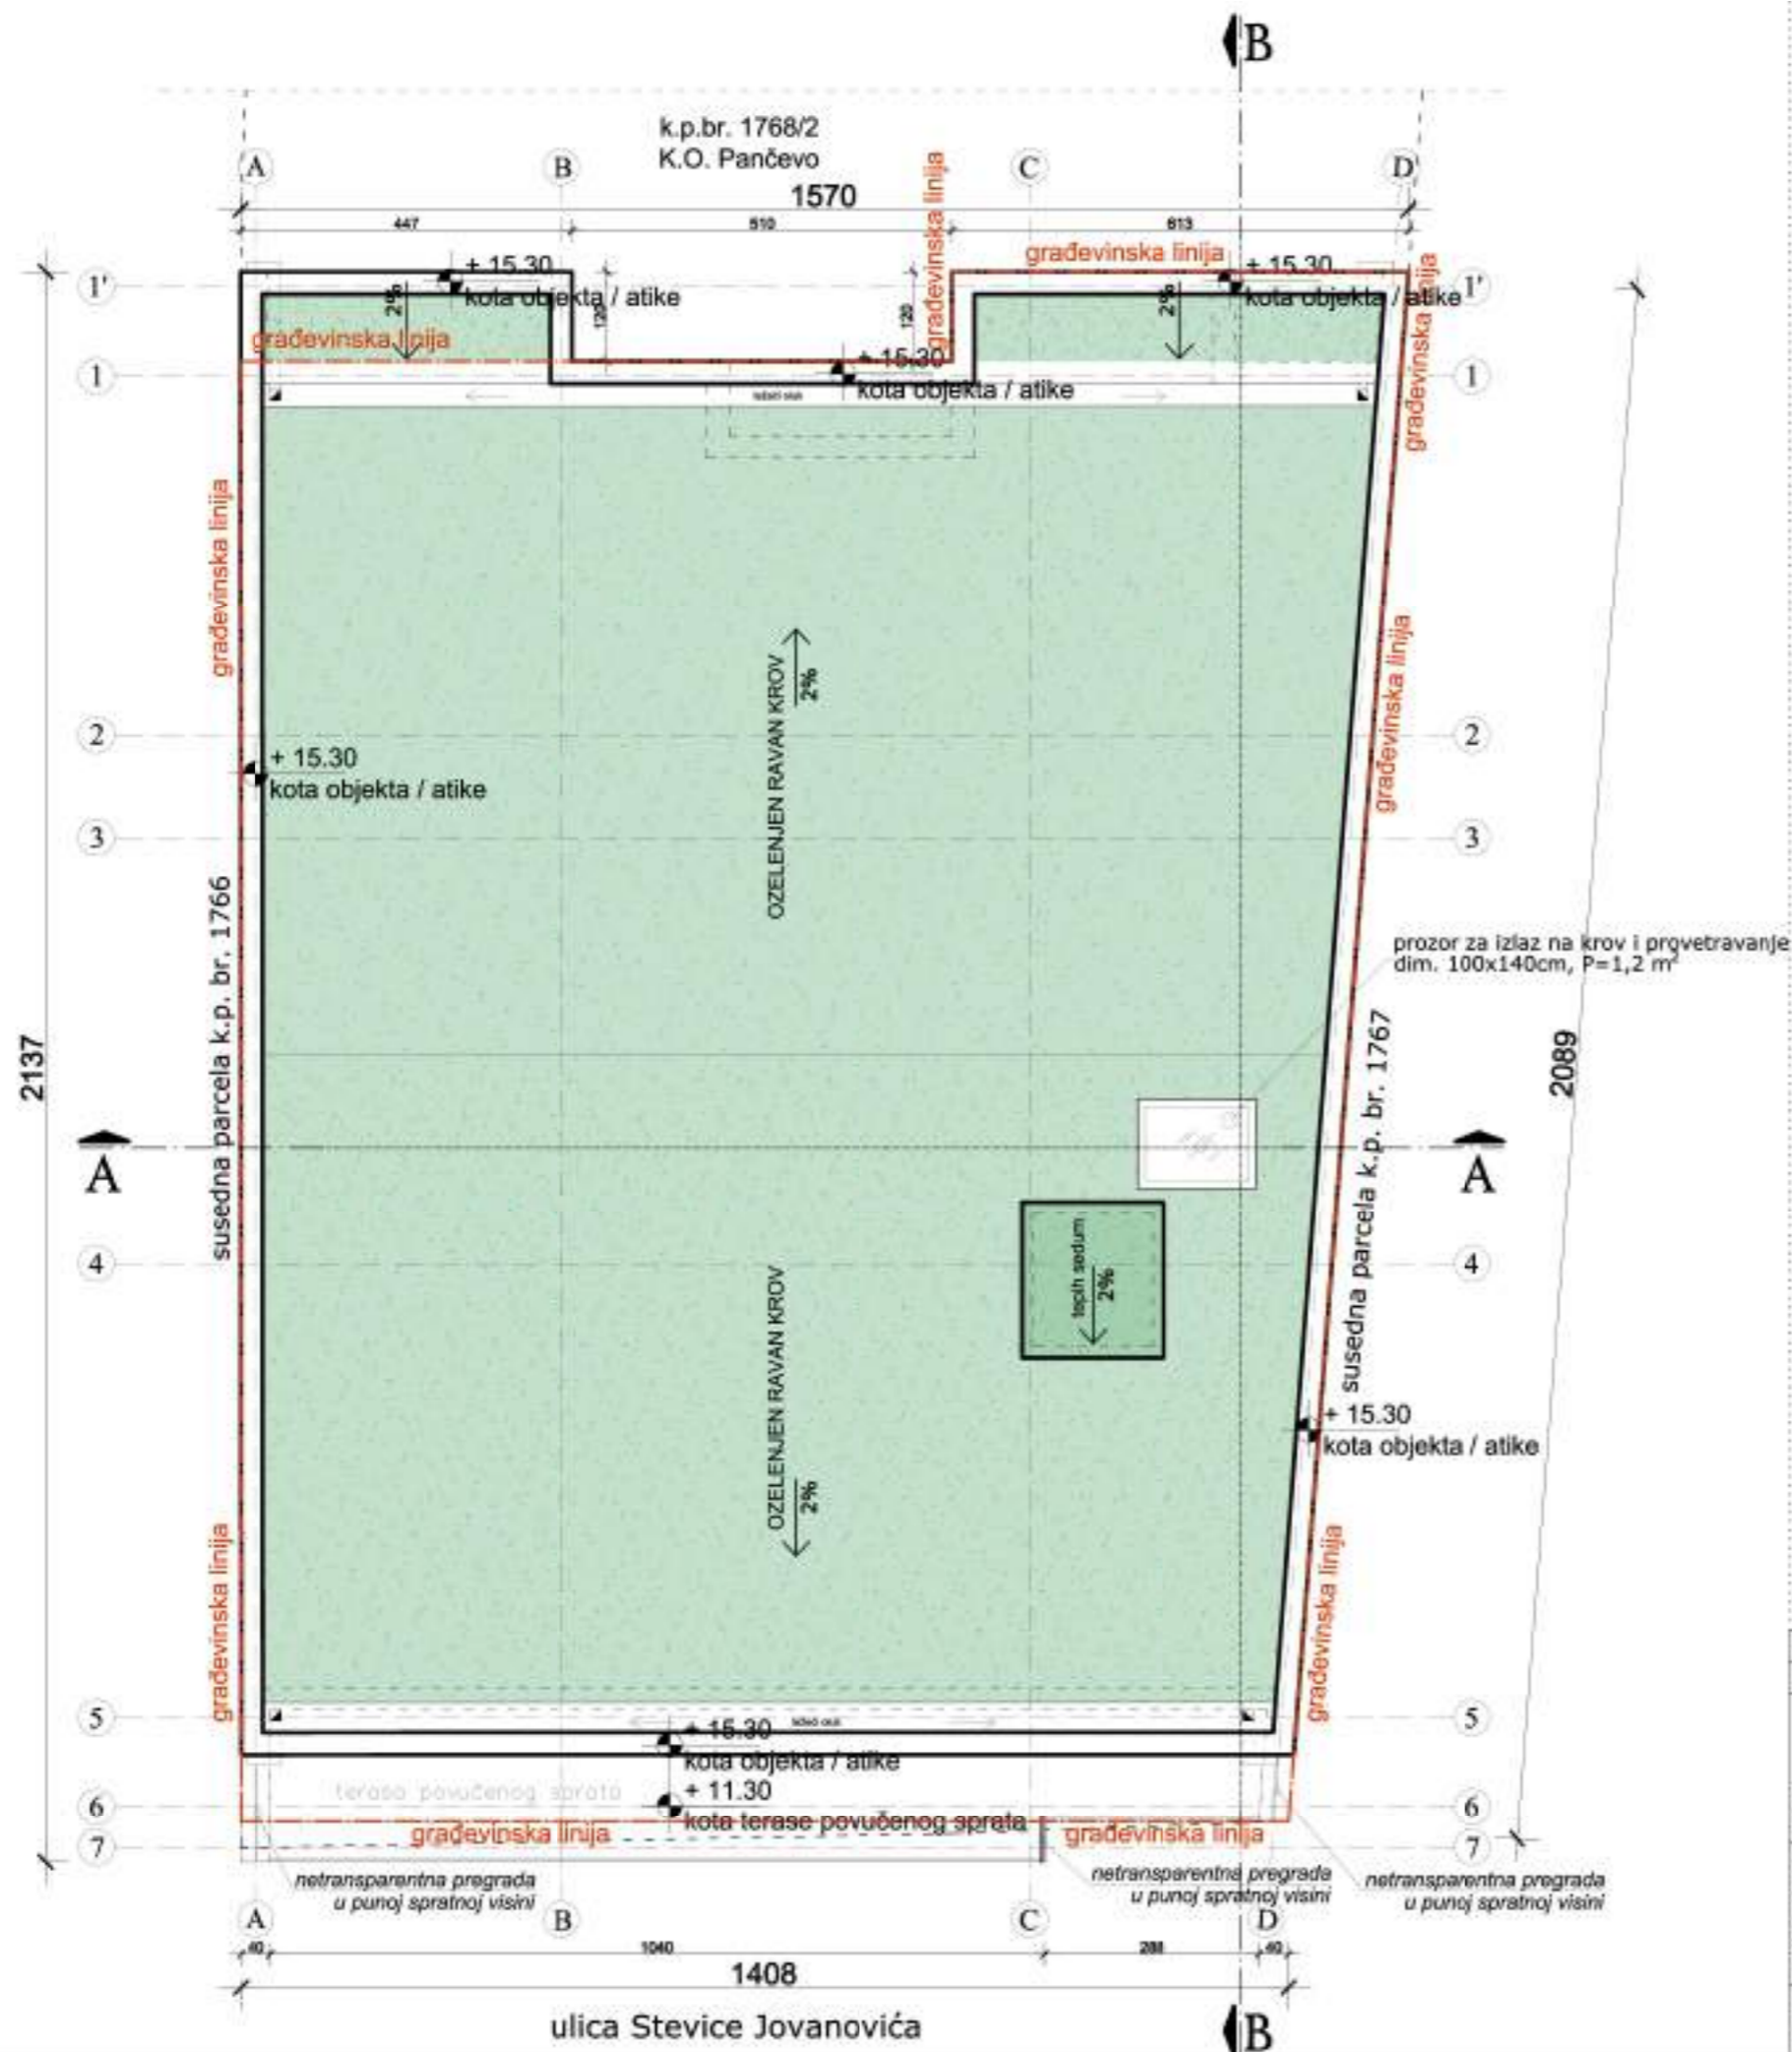 B
k.p.br. 1768/2
K.O. Pančevo
A
B
C
D
1570
447
510
613
građevinska linija
građevinska linija
građevinska linija
1'
+ 15.30
kota objekta / atike
+ 15.30
kota objekta / atike
1'
2%
120
120
2%
građevinska linija
+ 15.30
kota objekta / atike
1
1
građevinska linija
građevinska linija
OZELENJEN RAVAN KROV
2%
2
2
+ 15.30
kota objekta / atike
3
3
susedna parcela k.p. br. 1766
prozor za izlaz na krov i provetravanje
dim. 100x140cm, P=1,2 m²
2137
2089
susedna parcela k.p. br. 1767
A
A
4
4
tepih sedum
2%
OZELENJEN RAVAN KROV
2%
+ 15.30
kota objekta / atike
građevinska linija
građevinska linija
5
5
+ 15.30
kota objekta / atike
terasa povučenog sprata
+ 11.30
kota terase povučenog sprata
6
6
građevinska linija
građevinska linija
7
7
netransparentna pregrada
u punoj spratnoj visini
netransparentna pregrada
u punoj spratnoj visini
netransparentna pregrada
u punoj spratnoj visini
A
B
C
D
40
1040
288
40
1408
ulica Stevice Jovanovića
B